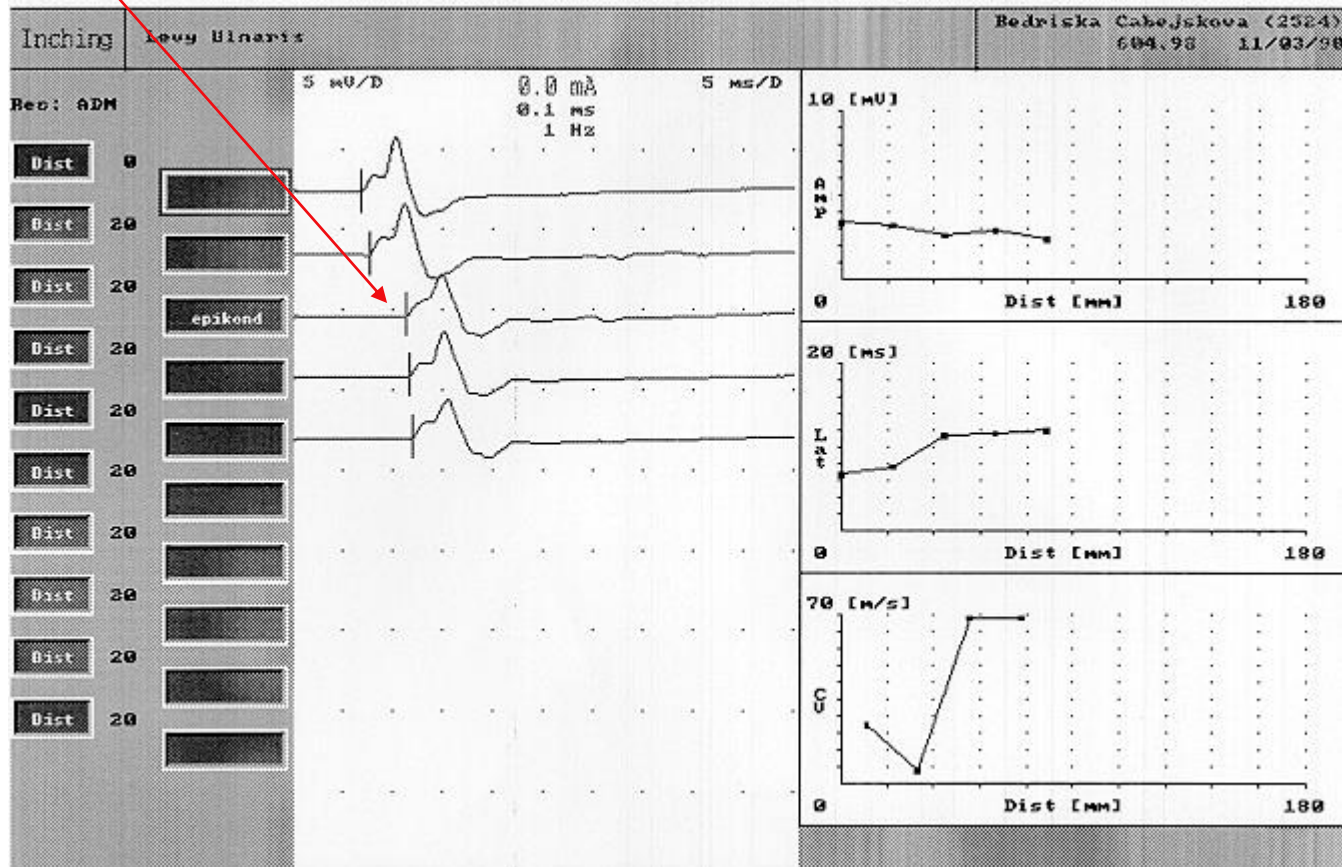 Inching
Levy Ulnaris
Bedriska Cabejskova (2524)
604.98 11/03/98
Rec: ADM
5 mV/D
0.0 mA
5 ms/D
0.1 ms
1 Hz
Dist 0
Dist 20
Dist 20
epikond
Dist 20
Dist 20
Dist 20
Dist 20
Dist 20
Dist 20
Dist 20
10 [mV]
Amp
0 Dist [mm] 180
20 [ms]
Lat
0 Dist [mm] 180
70 [m/s]
CV
0 Dist [mm] 180